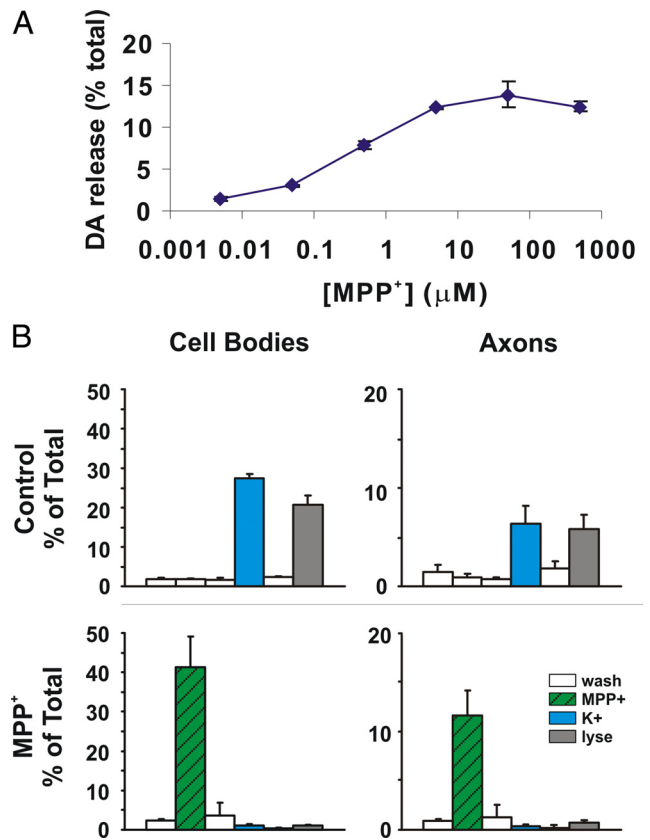 A
DA release (% total)
20
15
10
5
0
0.001 0.01 0.1 1 10 100 1000
[MPP+] (μM)
B
Cell Bodies Axons
Control
% of Total
50
40
30
20
10
0
20
10
0
MPP+
% of Total
50
40
30
20
10
0
20
10
0
wash
MPP+
K+
lyse